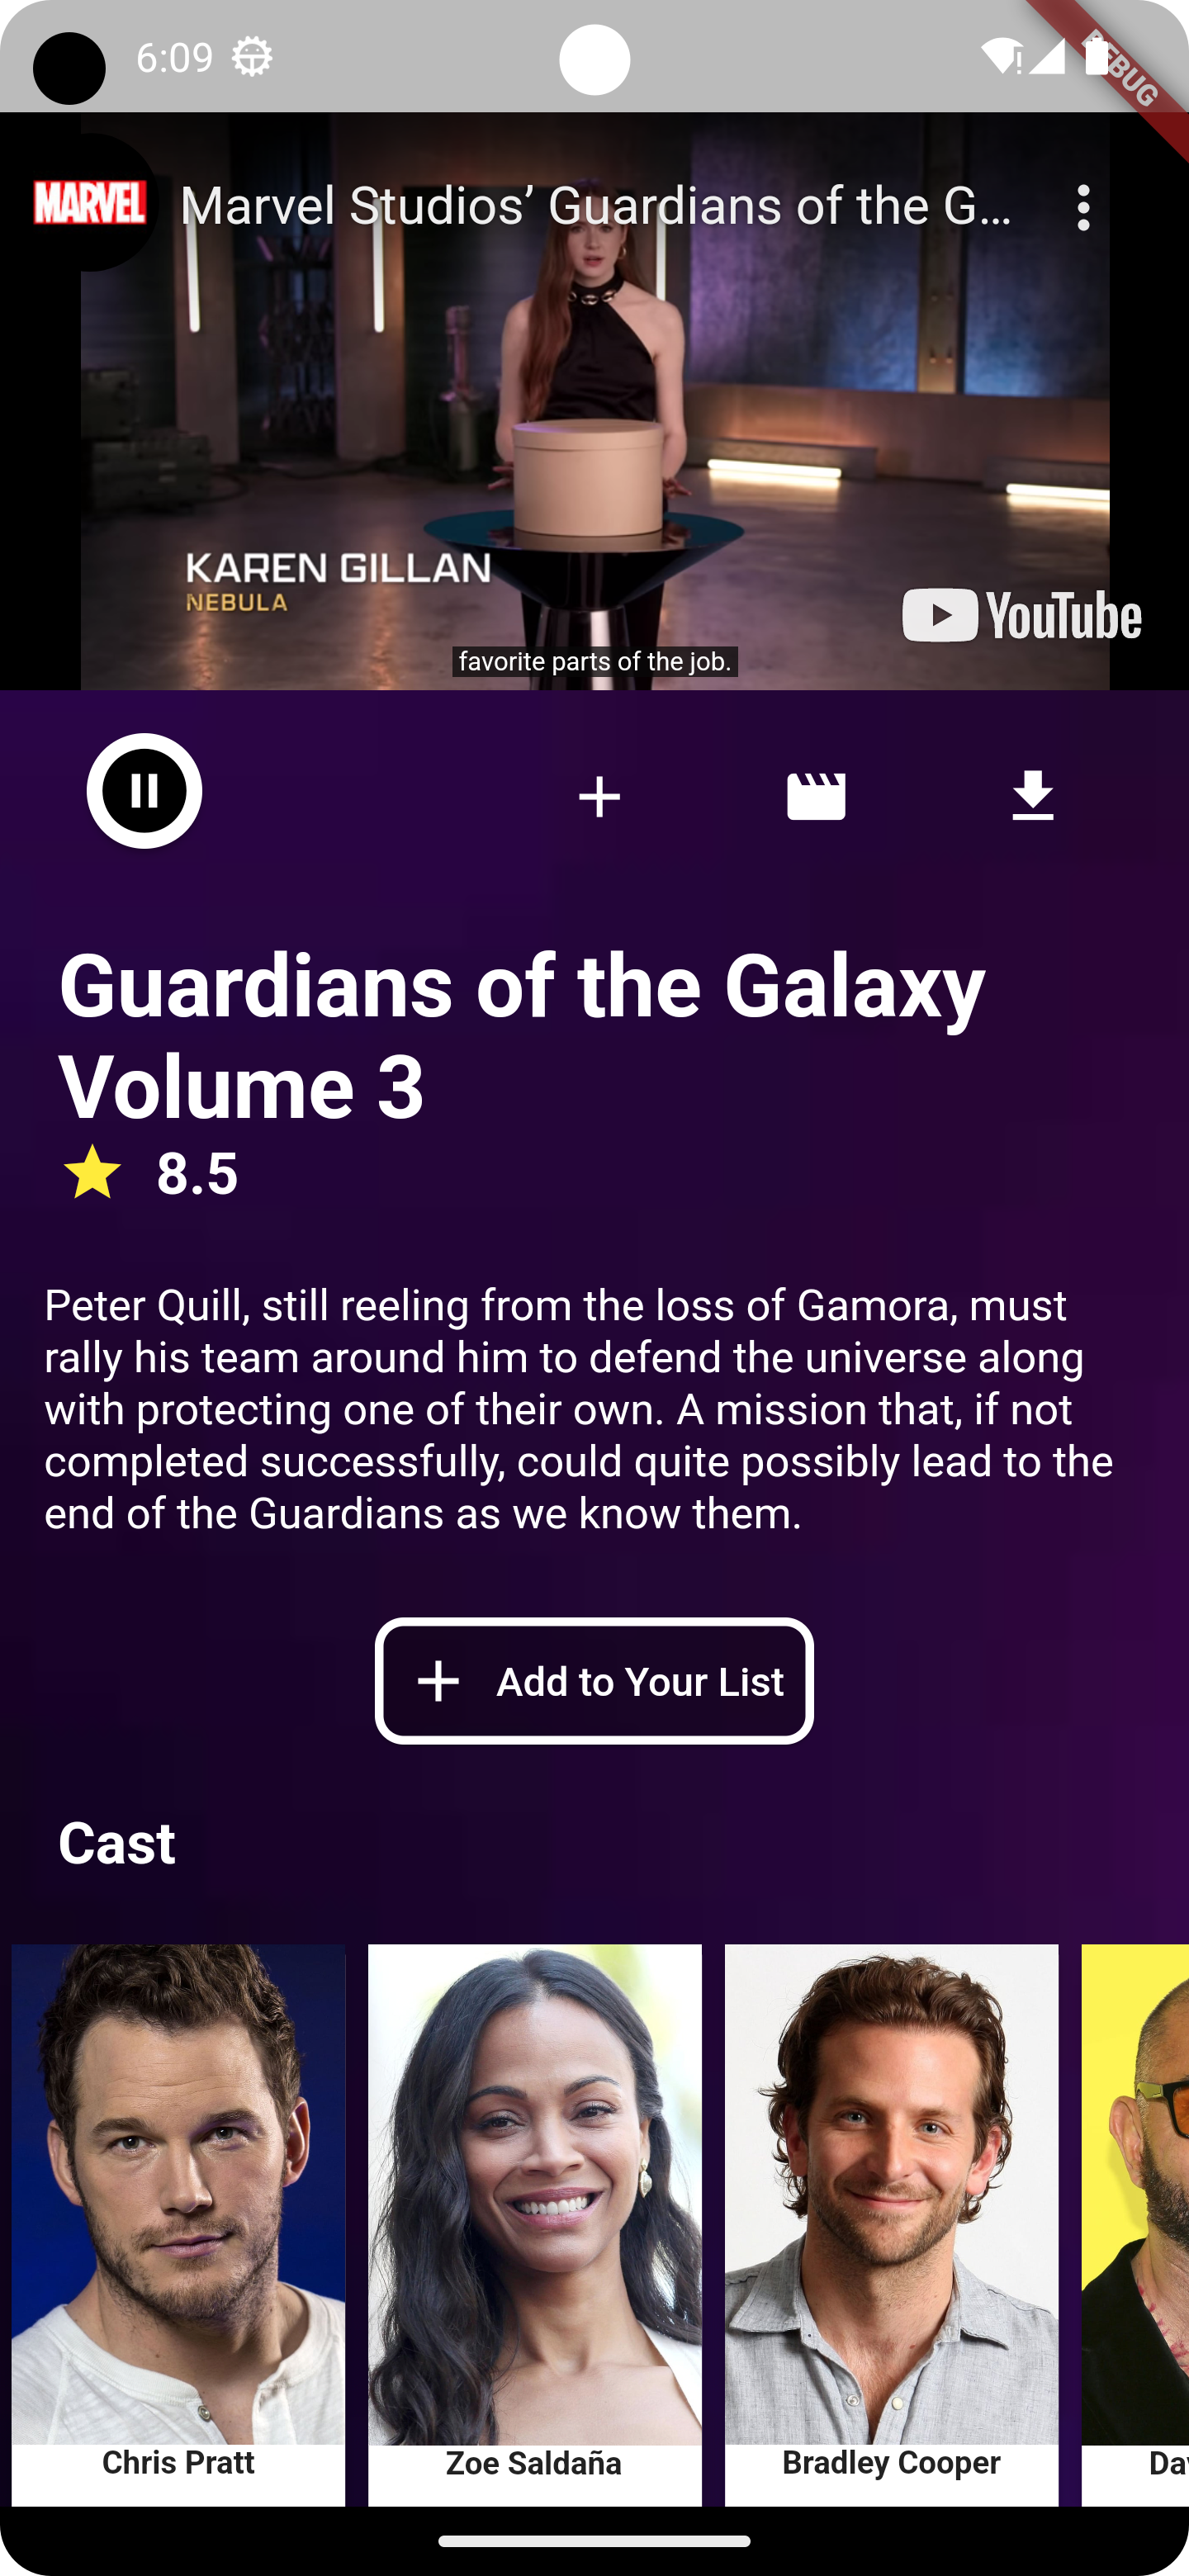 6:09
DEBUG
MARVEL
Marvel Studios’ Guardians of the G...
KAREN GILLAN
NEBULA
YouTube
favorite parts of the job.
Guardians of the Galaxy
Volume 3
8.5
Peter Quill, still reeling from the loss of Gamora, must
rally his team around him to defend the universe along
with protecting one of their own. A mission that, if not
completed successfully, could quite possibly lead to the
end of the Guardians as we know them.
Add to Your List
Cast
Chris Pratt
Zoe Saldaña
Bradley Cooper
Dav